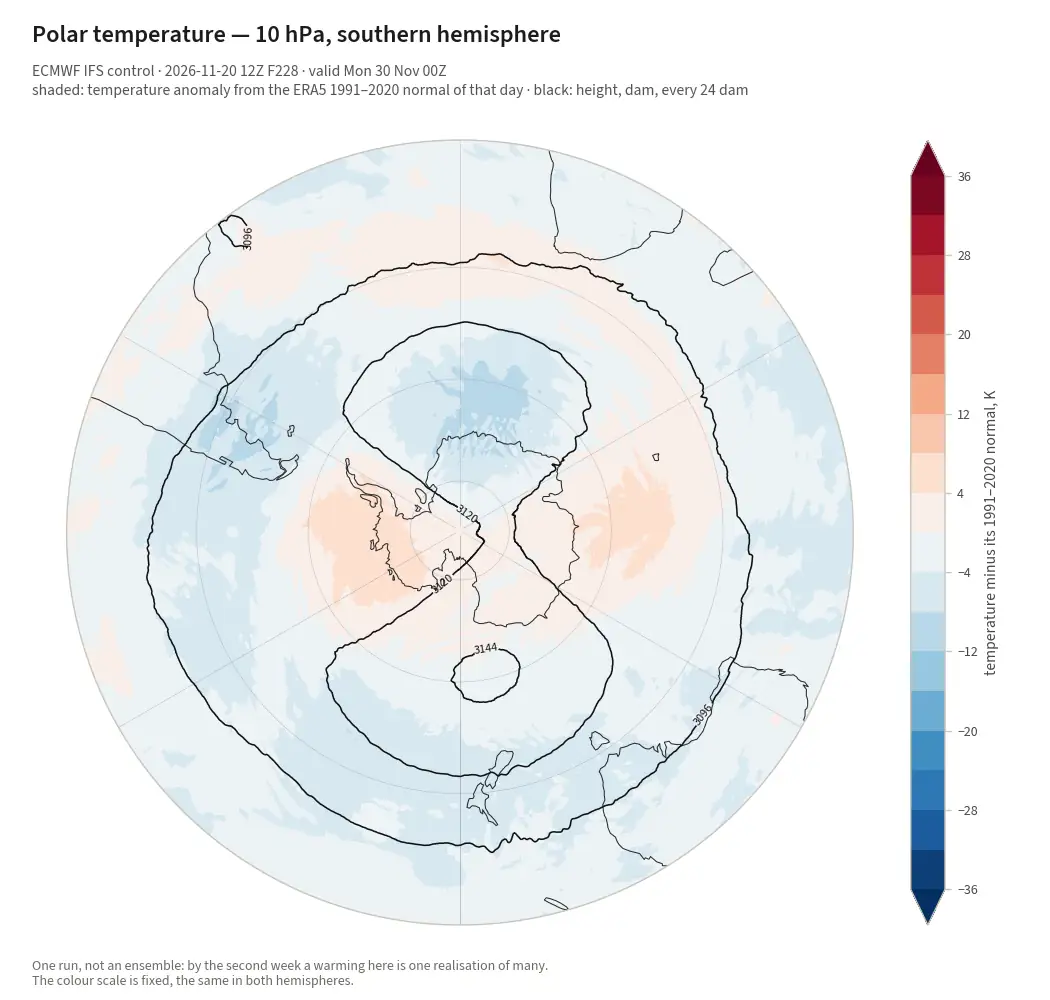 Polar temperature — 10 hPa, southern hemisphere
ECMWF IFS control · 2026-11-20 12Z F228 · valid Mon 30 Nov 00Z
shaded: temperature anomaly from the ERA5 1991–2020 normal of that day · black: height, dam, every 24 dam
3096
3120
3120
3144
3096
36
28
20
12
4
−4
−12
−20
−28
−36
temperature minus its 1991–2020 normal, K
One run, not an ensemble: by the second week a warming here is one realisation of many.
The colour scale is fixed, the same in both hemispheres.